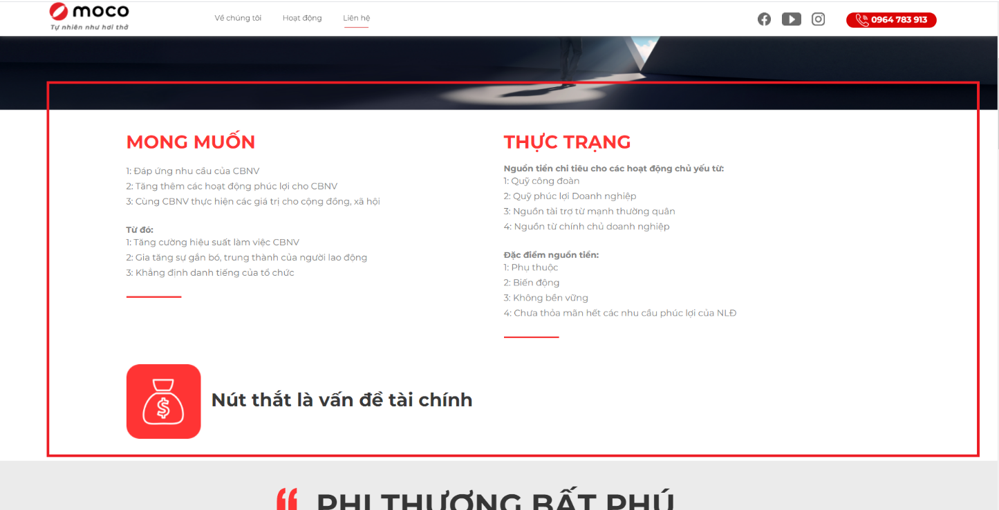 moco
Tự nhiên như hơi thở
Về chúng tôi
Hoạt động
Liên hệ
0964 783 913
MONG MUỐN
1: Đáp ứng nhu cầu của CBNV
2: Tăng thêm các hoạt động phúc lợi cho CBNV
3: Cùng CBNV thực hiện các giá trị cho cộng đồng, xã hội
Từ đó:
1: Tăng cường hiệu suất làm việc CBNV
2: Gia tăng sự gắn bó, trung thành của người lao động
3: Khẳng định danh tiếng của tổ chức
THỰC TRẠNG
Nguồn tiền chi tiêu cho các hoạt động chủ yếu từ:
1: Quỹ công đoàn
2: Quỹ phúc lợi Doanh nghiệp
3: Nguồn tài trợ từ mạnh thường quân
4: Nguồn từ chính chủ doanh nghiệp
Đặc điểm nguồn tiền:
1: Phụ thuộc
2: Biến động
3: Không bền vững
4: Chưa thỏa mãn hết các nhu cầu phúc lợi của NLĐ
$
Nút thắt là vấn đề tài chính
“ PHI THƯƠNG BẤT PHÚ